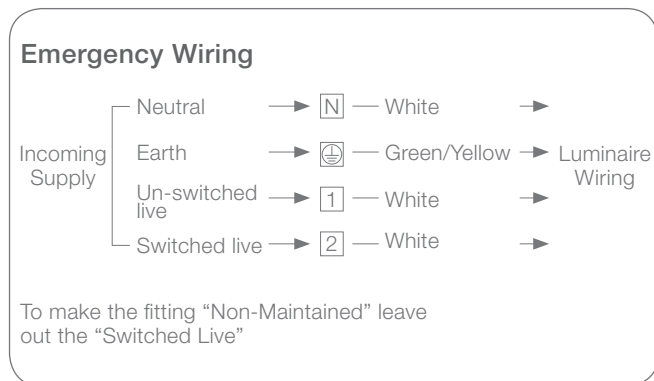 Emergency Wiring
Neutral N White
Incoming Supply
Earth Green/Yellow
Luminaire Wiring
Un-switched live 1 White
Switched live 2 White
To make the fitting “Non-Maintained” leave
out the “Switched Live”